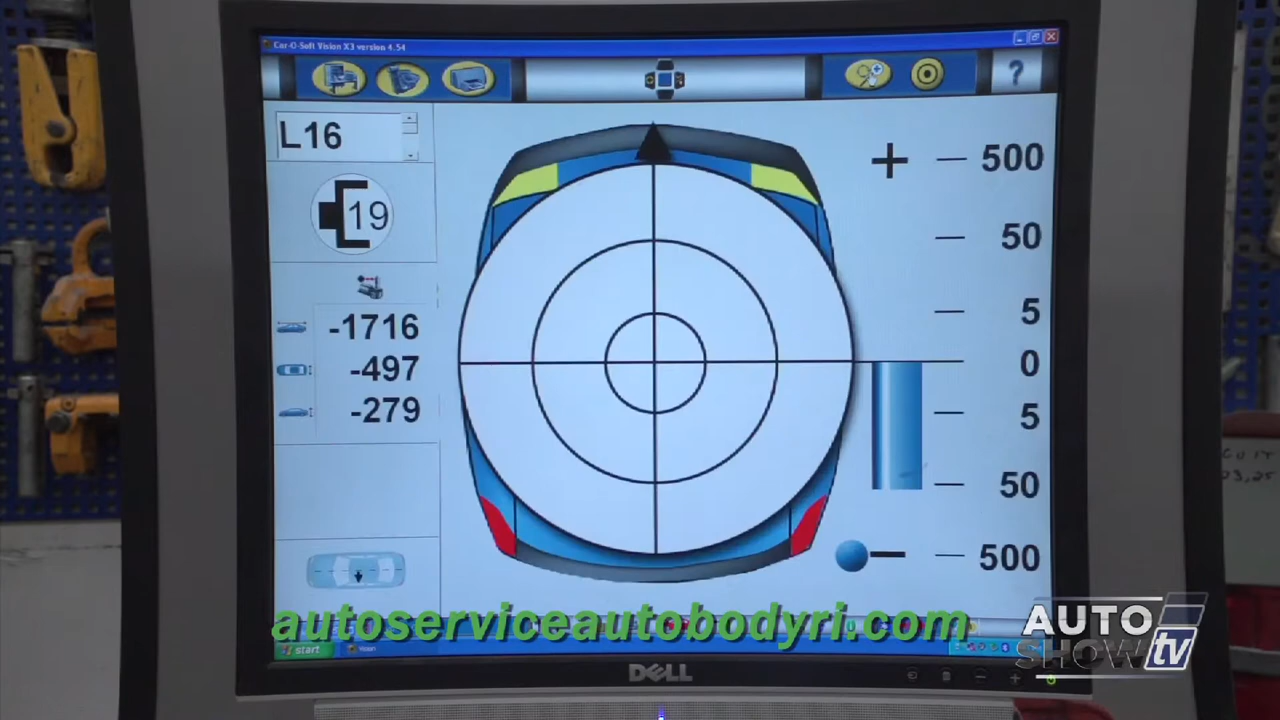 Car-O-Soft Vision X3 version 4.54
?
L16
19
-1716
-497
-279
+ 500
50
5
0
5
50
500
autoserviceautobodyri.com
start
Vision
AUTO
SHOW tv
DELL